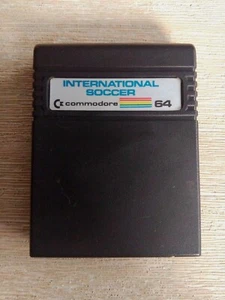 INTERNATIONAL
SOCCER
commodore 64